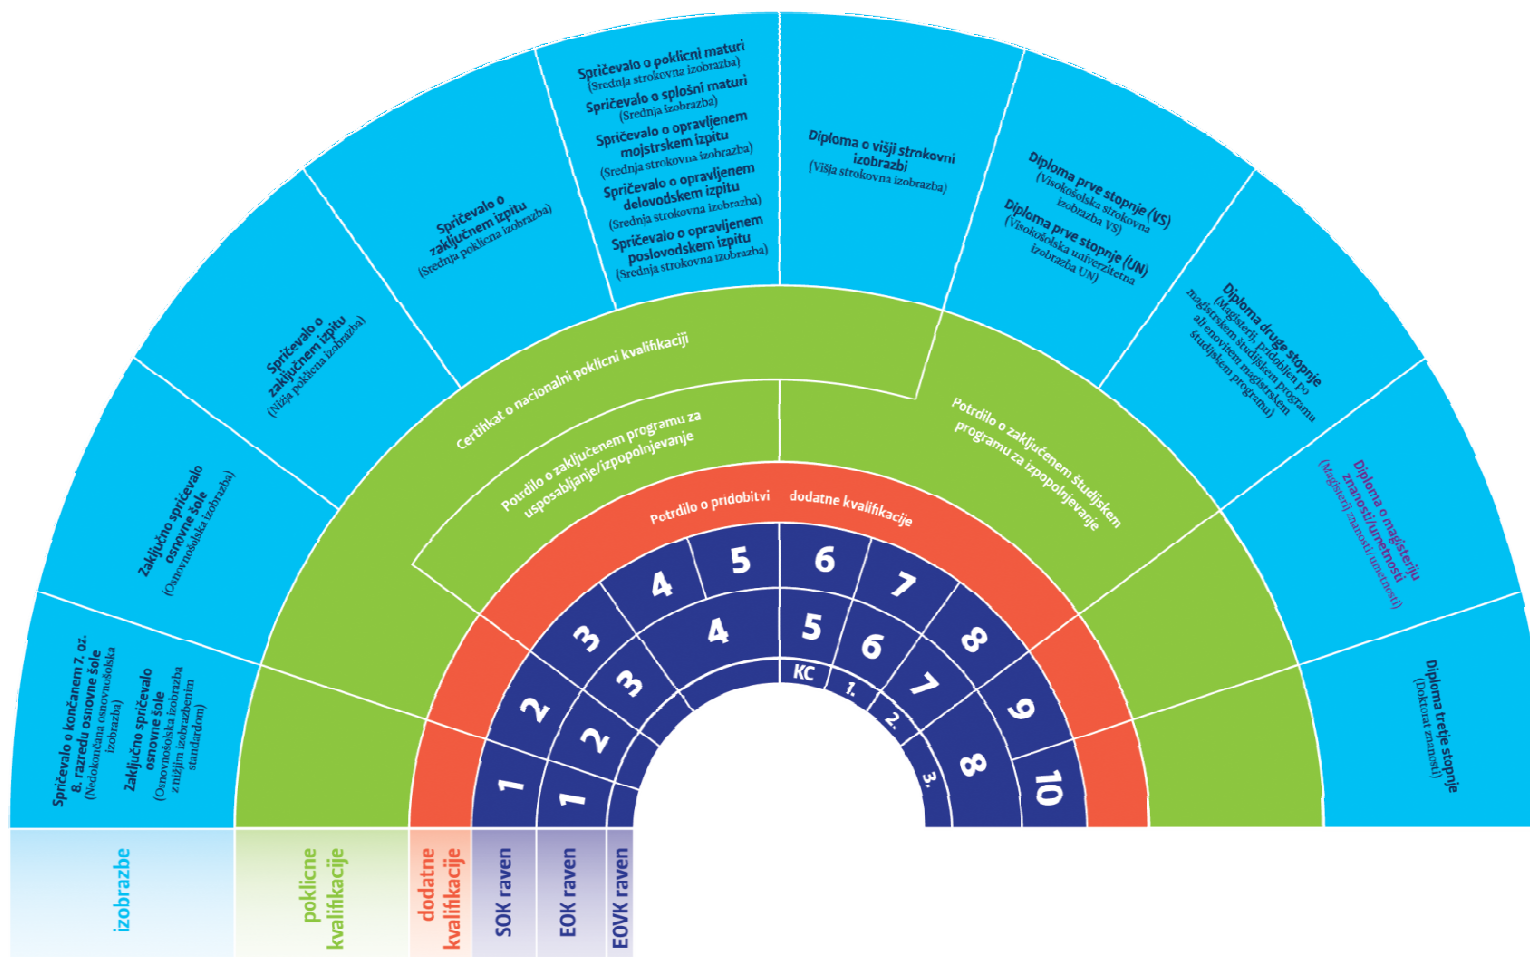 Spričevalo o končanem 7. oz.
8. razredu osnovne šole
(Nedokončana osnovnošolska
izobrazba)
Zaključno spričevalo
osnovne šole
(Osnovnošolska izobrazba
z nižjim izobrazbenim
standardom)
Zaključno spričevalo
osnovne šole
(Osnovnošolska izobrazba)
Spričevalo o
zaključnem izpitu
(Nižja poklicna izobrazba)
Spričevalo o
zaključnem izpitu
(Srednja poklicna izobrazba)
Spričevalo o poklicni maturi
(Srednja strokovna izobrazba)
Spričevalo o splošni maturi
(Srednja izobrazba)
Spričevalo o opravljenem
mojstrskem izpitu
(Srednja strokovna izobrazba)
Spričevalo o opravljenem
delovodskem izpitu
(Srednja strokovna izobrazba)
Spričevalo o opravljenem
poslovodskem izpitu
(Srednja strokovna izobrazba)
Diploma o višji strokovni
izobrazbi
(Višja strokovna izobrazba)
Diploma prve stopnje (VS)
(Visokošolska strokovna
izobrazba VS)
Diploma prve stopnje (UN)
(Visokošolska univerzitetna
izobrazba UN)
Diploma druge stopnje
(Magisterij, pridobljen po
magistrskem študijskem programu
ali enovitem magistrskem
študijskem programu)
Diploma o magisteriju
znanosti/umetnosti
(Magisterij znanosti/umetnosti)
Diploma tretje stopnje
(Doktorat znanosti)
Certifikat o nacionalni poklicni kvalifikaciji
Potrdilo o zaključenem programu za
usposabljanje/izpopolnjevanje
Potrdilo o zaključenem študijskem
programu za izpopolnjevanje
Potrdilo o pridobitvi dodatne kvalifikacije
1 2 3 4 5 6 7 8 9 10
1 2 3 4 5 6 7 8
KC 1. 2. 3.
izobrazbe
poklicne
kvalifikacije
dodatne
kvalifikacije
SOK raven
EOK raven
EOVK raven